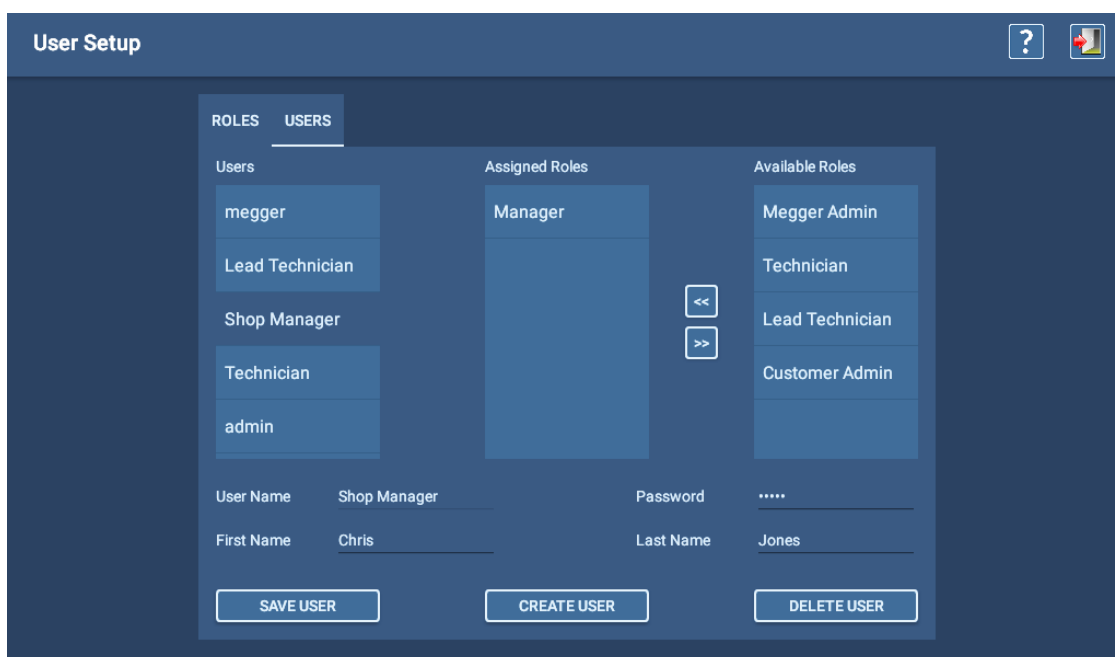 User Setup ?
ROLES USERS
Users Assigned Roles Available Roles
megger Manager Megger Admin
Lead Technician Technician
Shop Manager << Lead Technician
>>
Technician Customer Admin
admin
User Name Shop Manager Password •••••
First Name Chris Last Name Jones
SAVE USER CREATE USER DELETE USER